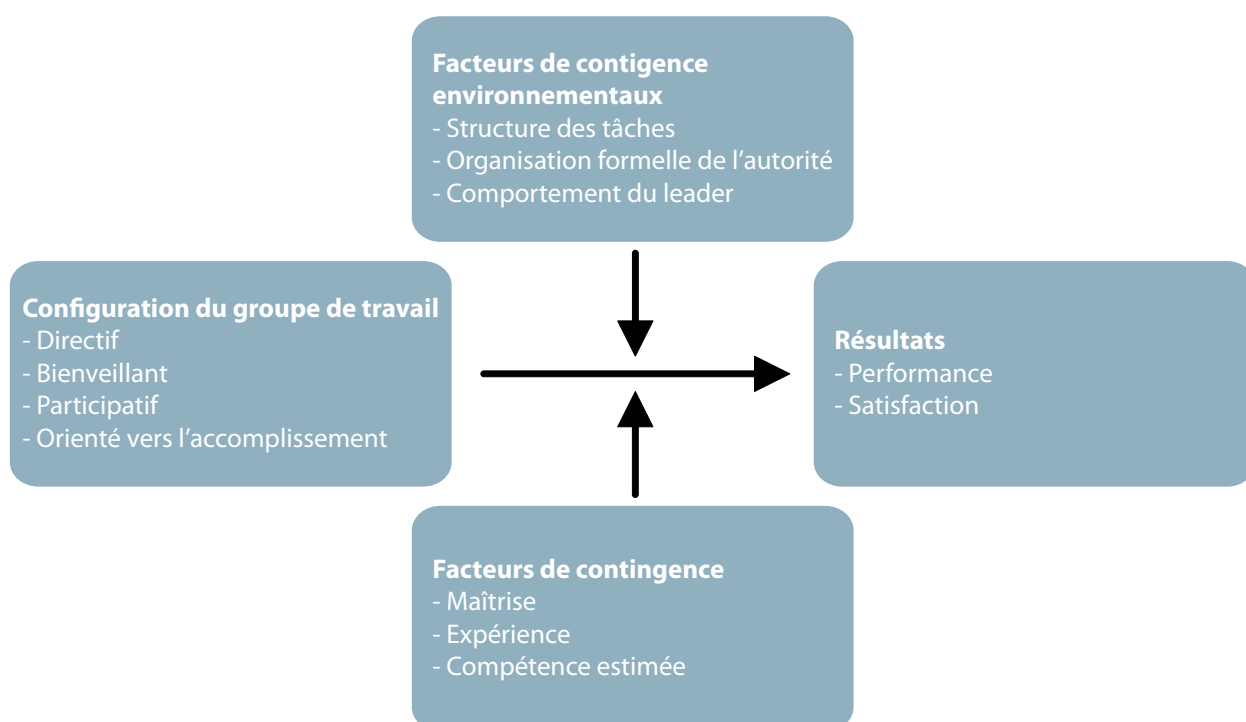 Facteurs de contigence
environnementaux
- Structure des tâches
- Organisation formelle de l'autorité
- Comportement du leader
Configuration du groupe de travail
- Directif
- Bienveillant
- Participatif
- Orienté vers l'accomplissement
Résultats
- Performance
- Satisfaction
Facteurs de contingence
- Maîtrise
- Expérience
- Compétence estimée